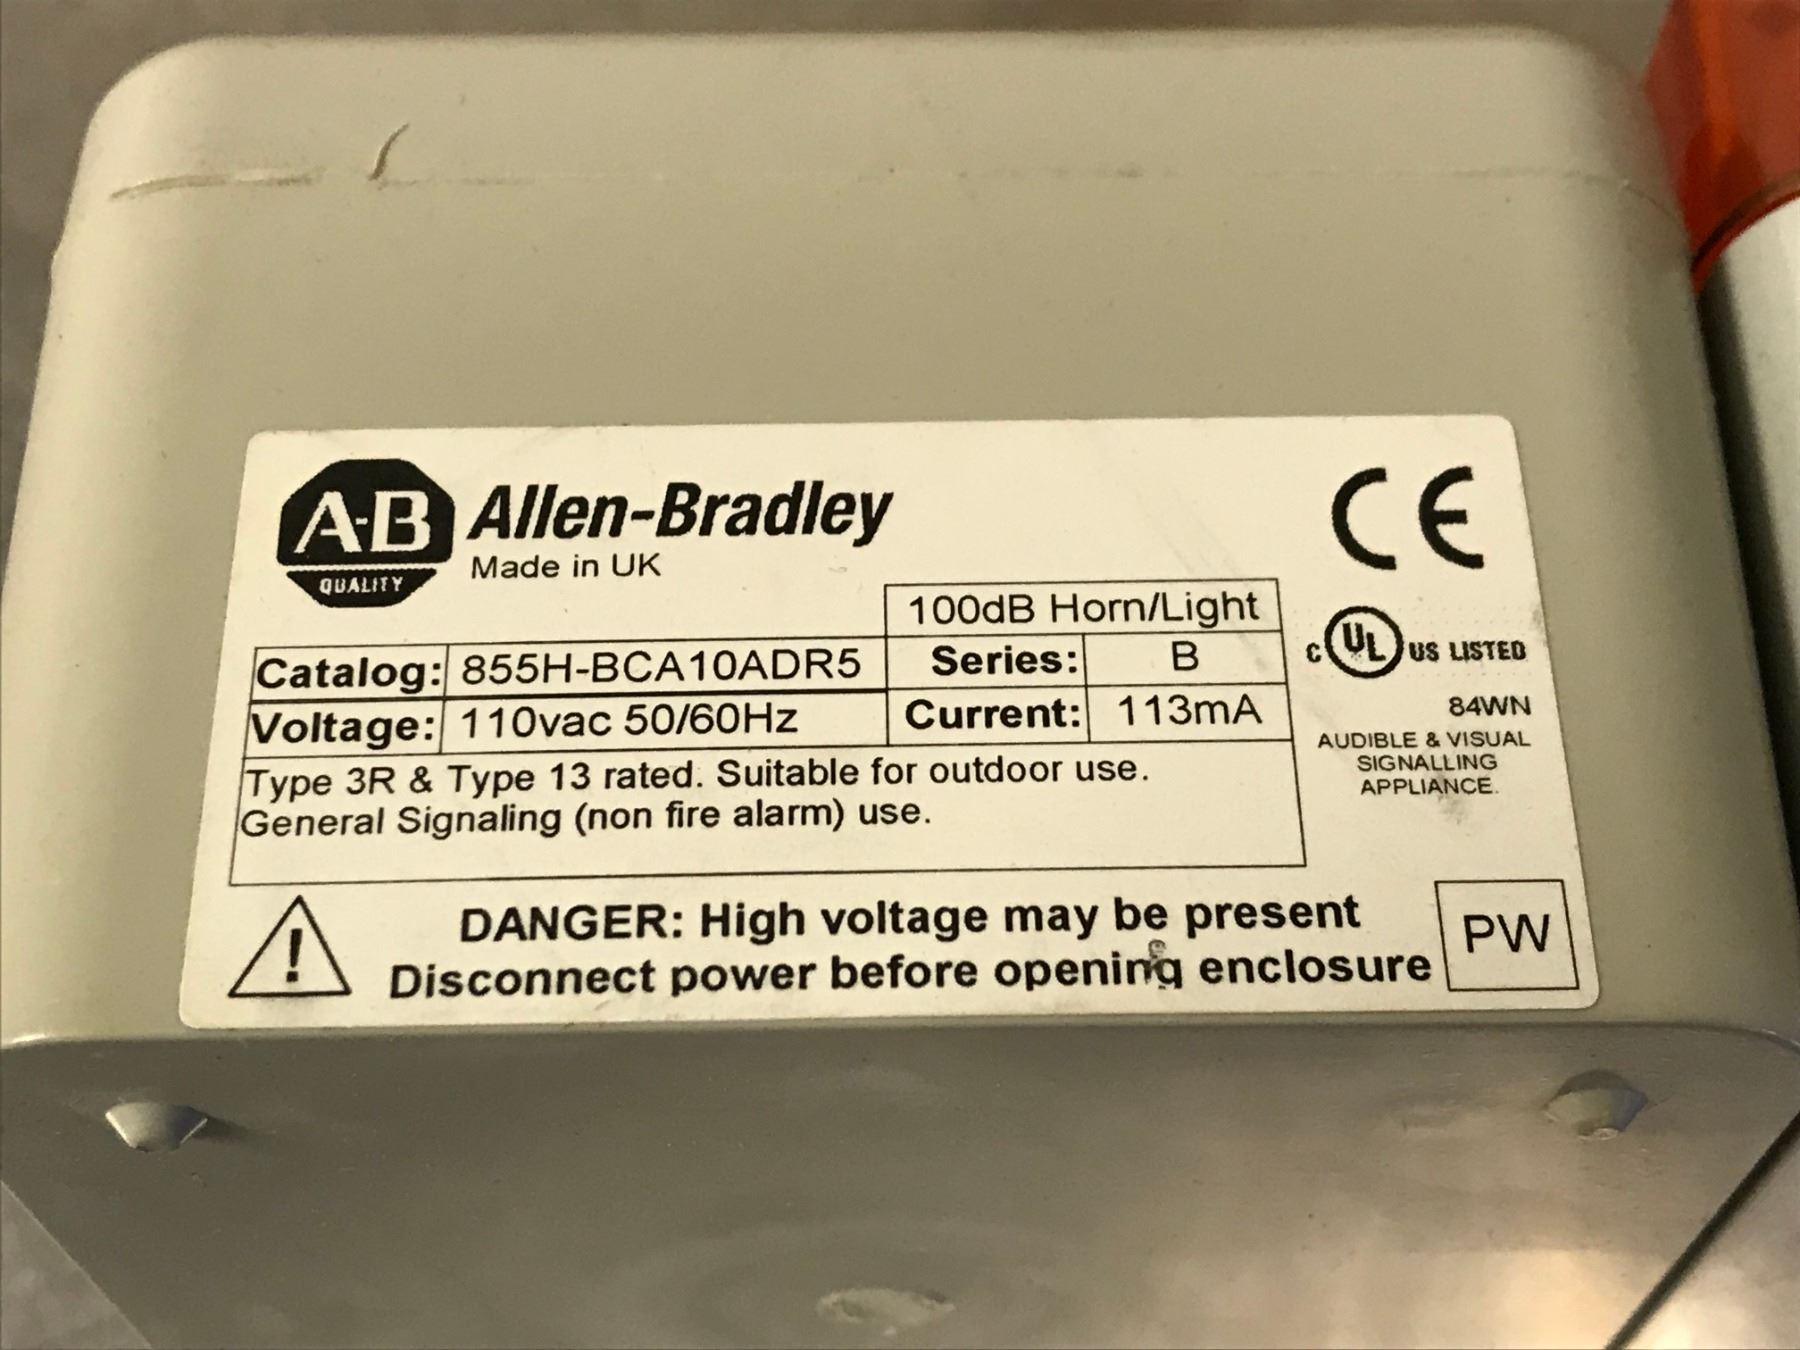 A-B
QUALITY
Allen-Bradley
Made in UK
CE
100dB Horn/Light
Catalog: 855H-BCA10ADR5 Series: B
Voltage: 110vac 50/60Hz Current: 113mA
C UL US LISTED
84WN
AUDIBLE & VISUAL
SIGNALLING
APPLIANCE.
Type 3R & Type 13 rated. Suitable for outdoor use.
General Signaling (non fire alarm) use.
! DANGER: High voltage may be present
Disconnect power before opening enclosure
PW